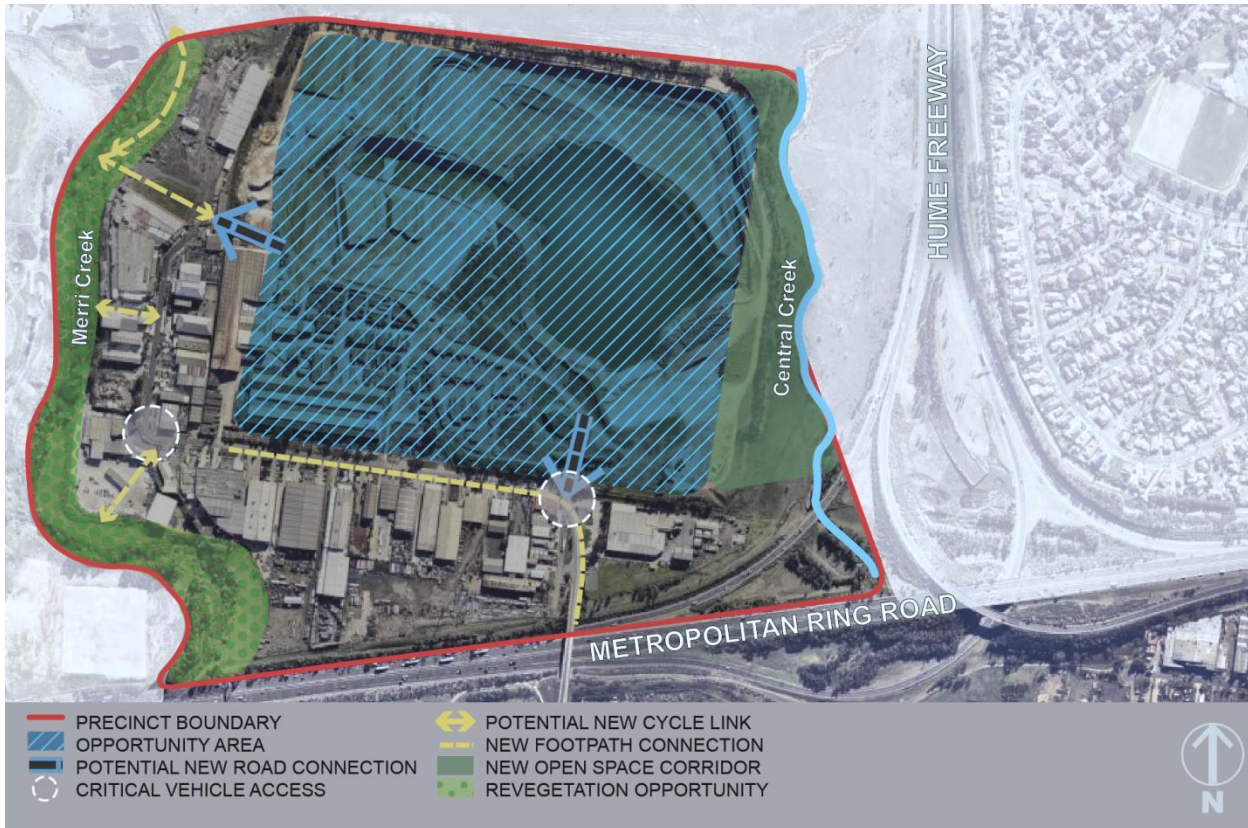 HUME FREEWAY
Merri Creek
Central Creek
METROPOLITAN RING ROAD
PRECINCT BOUNDARY
OPPORTUNITY AREA
POTENTIAL NEW ROAD CONNECTION
CRITICAL VEHICLE ACCESS
POTENTIAL NEW CYCLE LINK
NEW FOOTPATH CONNECTION
NEW OPEN SPACE CORRIDOR
REVEGETATION OPPORTUNITY
N